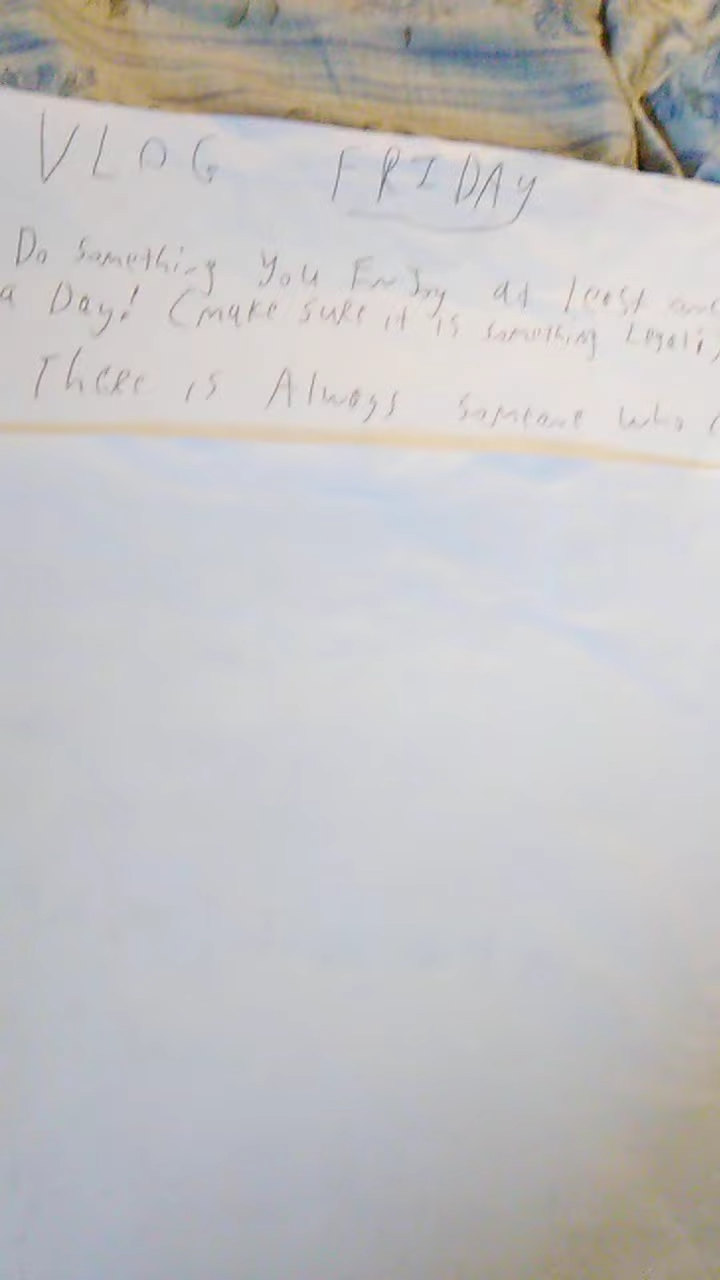 VLOG FRIDAY
Do Something You Enjoy at least
a Day! (make sure it is something Legal
There is Always someone who